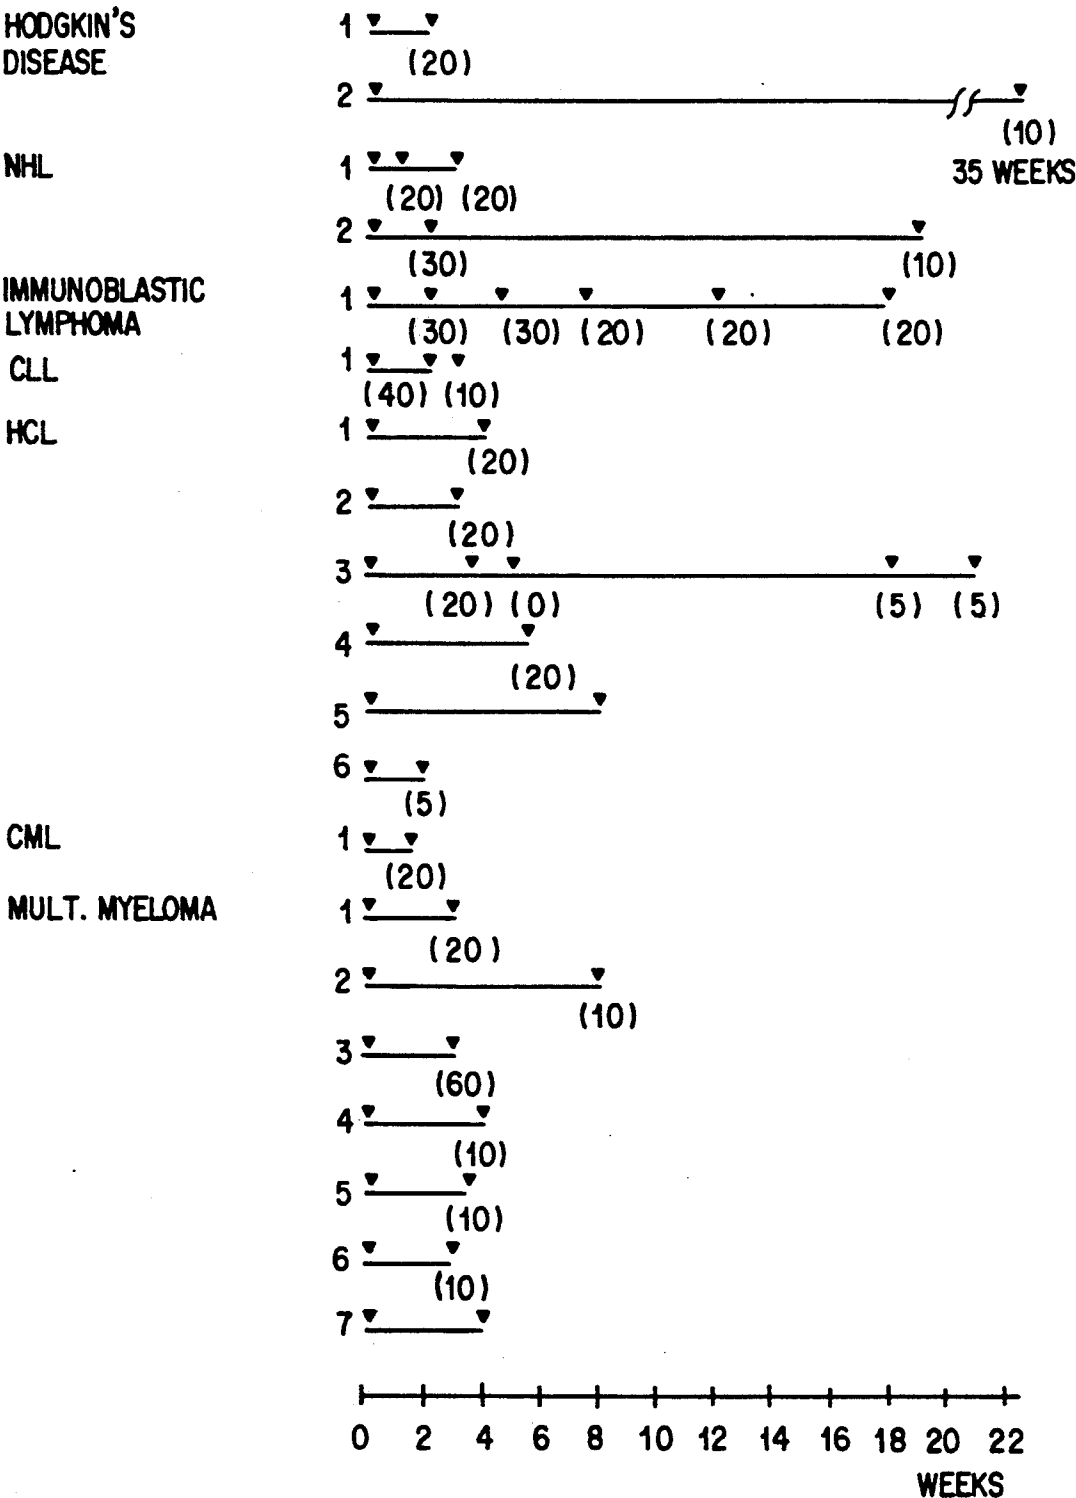 HODGKIN'S
DISEASE
1
(20)
2
(10)
35 WEEKS
NHL
1
(20) (20)
2
(30) (10)
IMMUNOBLASTIC
LYMPHOMA
1
(30) (30) (20) (20) (20)
CLL
1
(40) (10)
HCL
1
(20)
2
(20)
3
(20) (0) (5) (5)
4
(20)
5
6
(5)
CML
1
(20)
MULT. MYELOMA
1
(20)
2
(10)
3
(60)
4
(10)
5
(10)
6
(10)
7
0 2 4 6 8 10 12 14 16 18 20 22
WEEKS